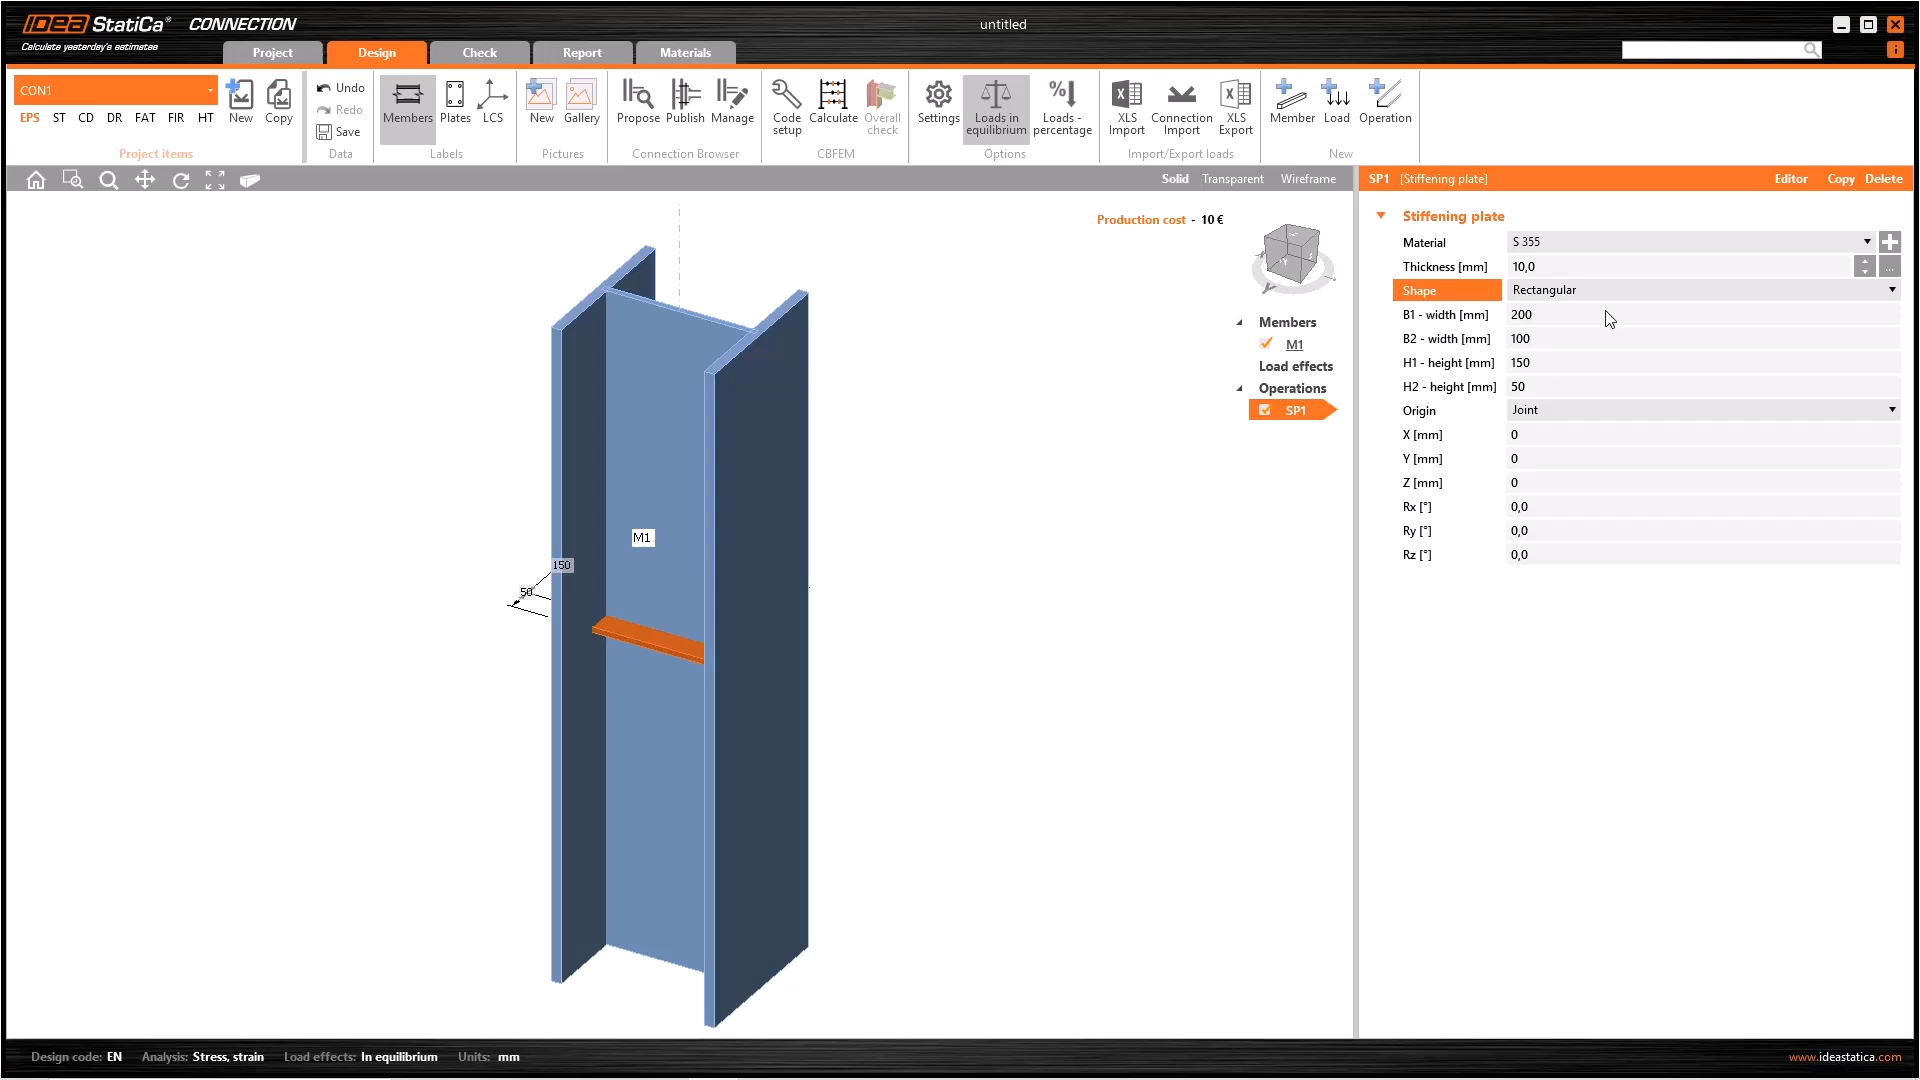 IDEA StatiCa® CONNECTION
Calculate yesterday's estimates
untitled
Project
Design
Check
Report
Materials
CON1
EPS ST CD DR FAT FIR HT
New
Copy
Project items
Undo
Redo
Save
Data
Members
Plates
LCS
Labels
New
Gallery
Pictures
Propose
Publish
Manage
Connection Browser
Code setup
Calculate
Overall check
CBFEM
Settings
Loads in equilibrium
Loads - percentage
Options
XLS Import
Connection Import
XLS Export
Import/Export loads
Member
Load
Operation
New
Solid Transparent Wireframe
SP1 [Stiffening plate] Editor Copy Delete
Production cost - 10 €
Members
M1
Load effects
Operations
SP1
M1
150
50
Stiffening plate
Material S 355
Thickness [mm] 10,0
...
Shape Rectangular
B1 - width [mm] 200
B2 - width [mm] 100
H1 - height [mm] 150
H2 - height [mm] 50
Origin Joint
X [mm] 0
Y [mm] 0
Z [mm] 0
Rx [°] 0,0
Ry [°] 0,0
Rz [°] 0,0
Design code: EN Analysis: Stress, strain Load effects: In equilibrium Units: mm
www.ideastatica.com